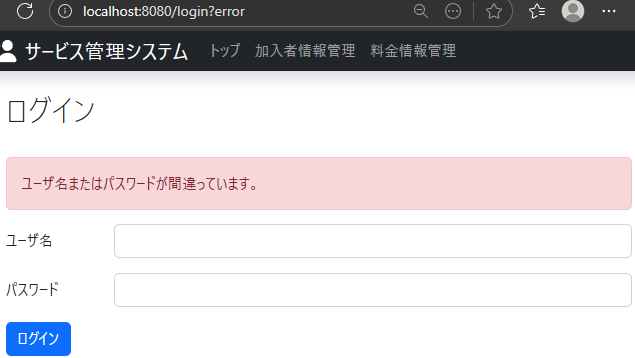 localhost:8080/login?error
サービス管理システム トップ 加入者情報管理 料金情報管理
ログイン
ユーザ名またはパスワードが間違っています。
ユーザ名
パスワード
ログイン